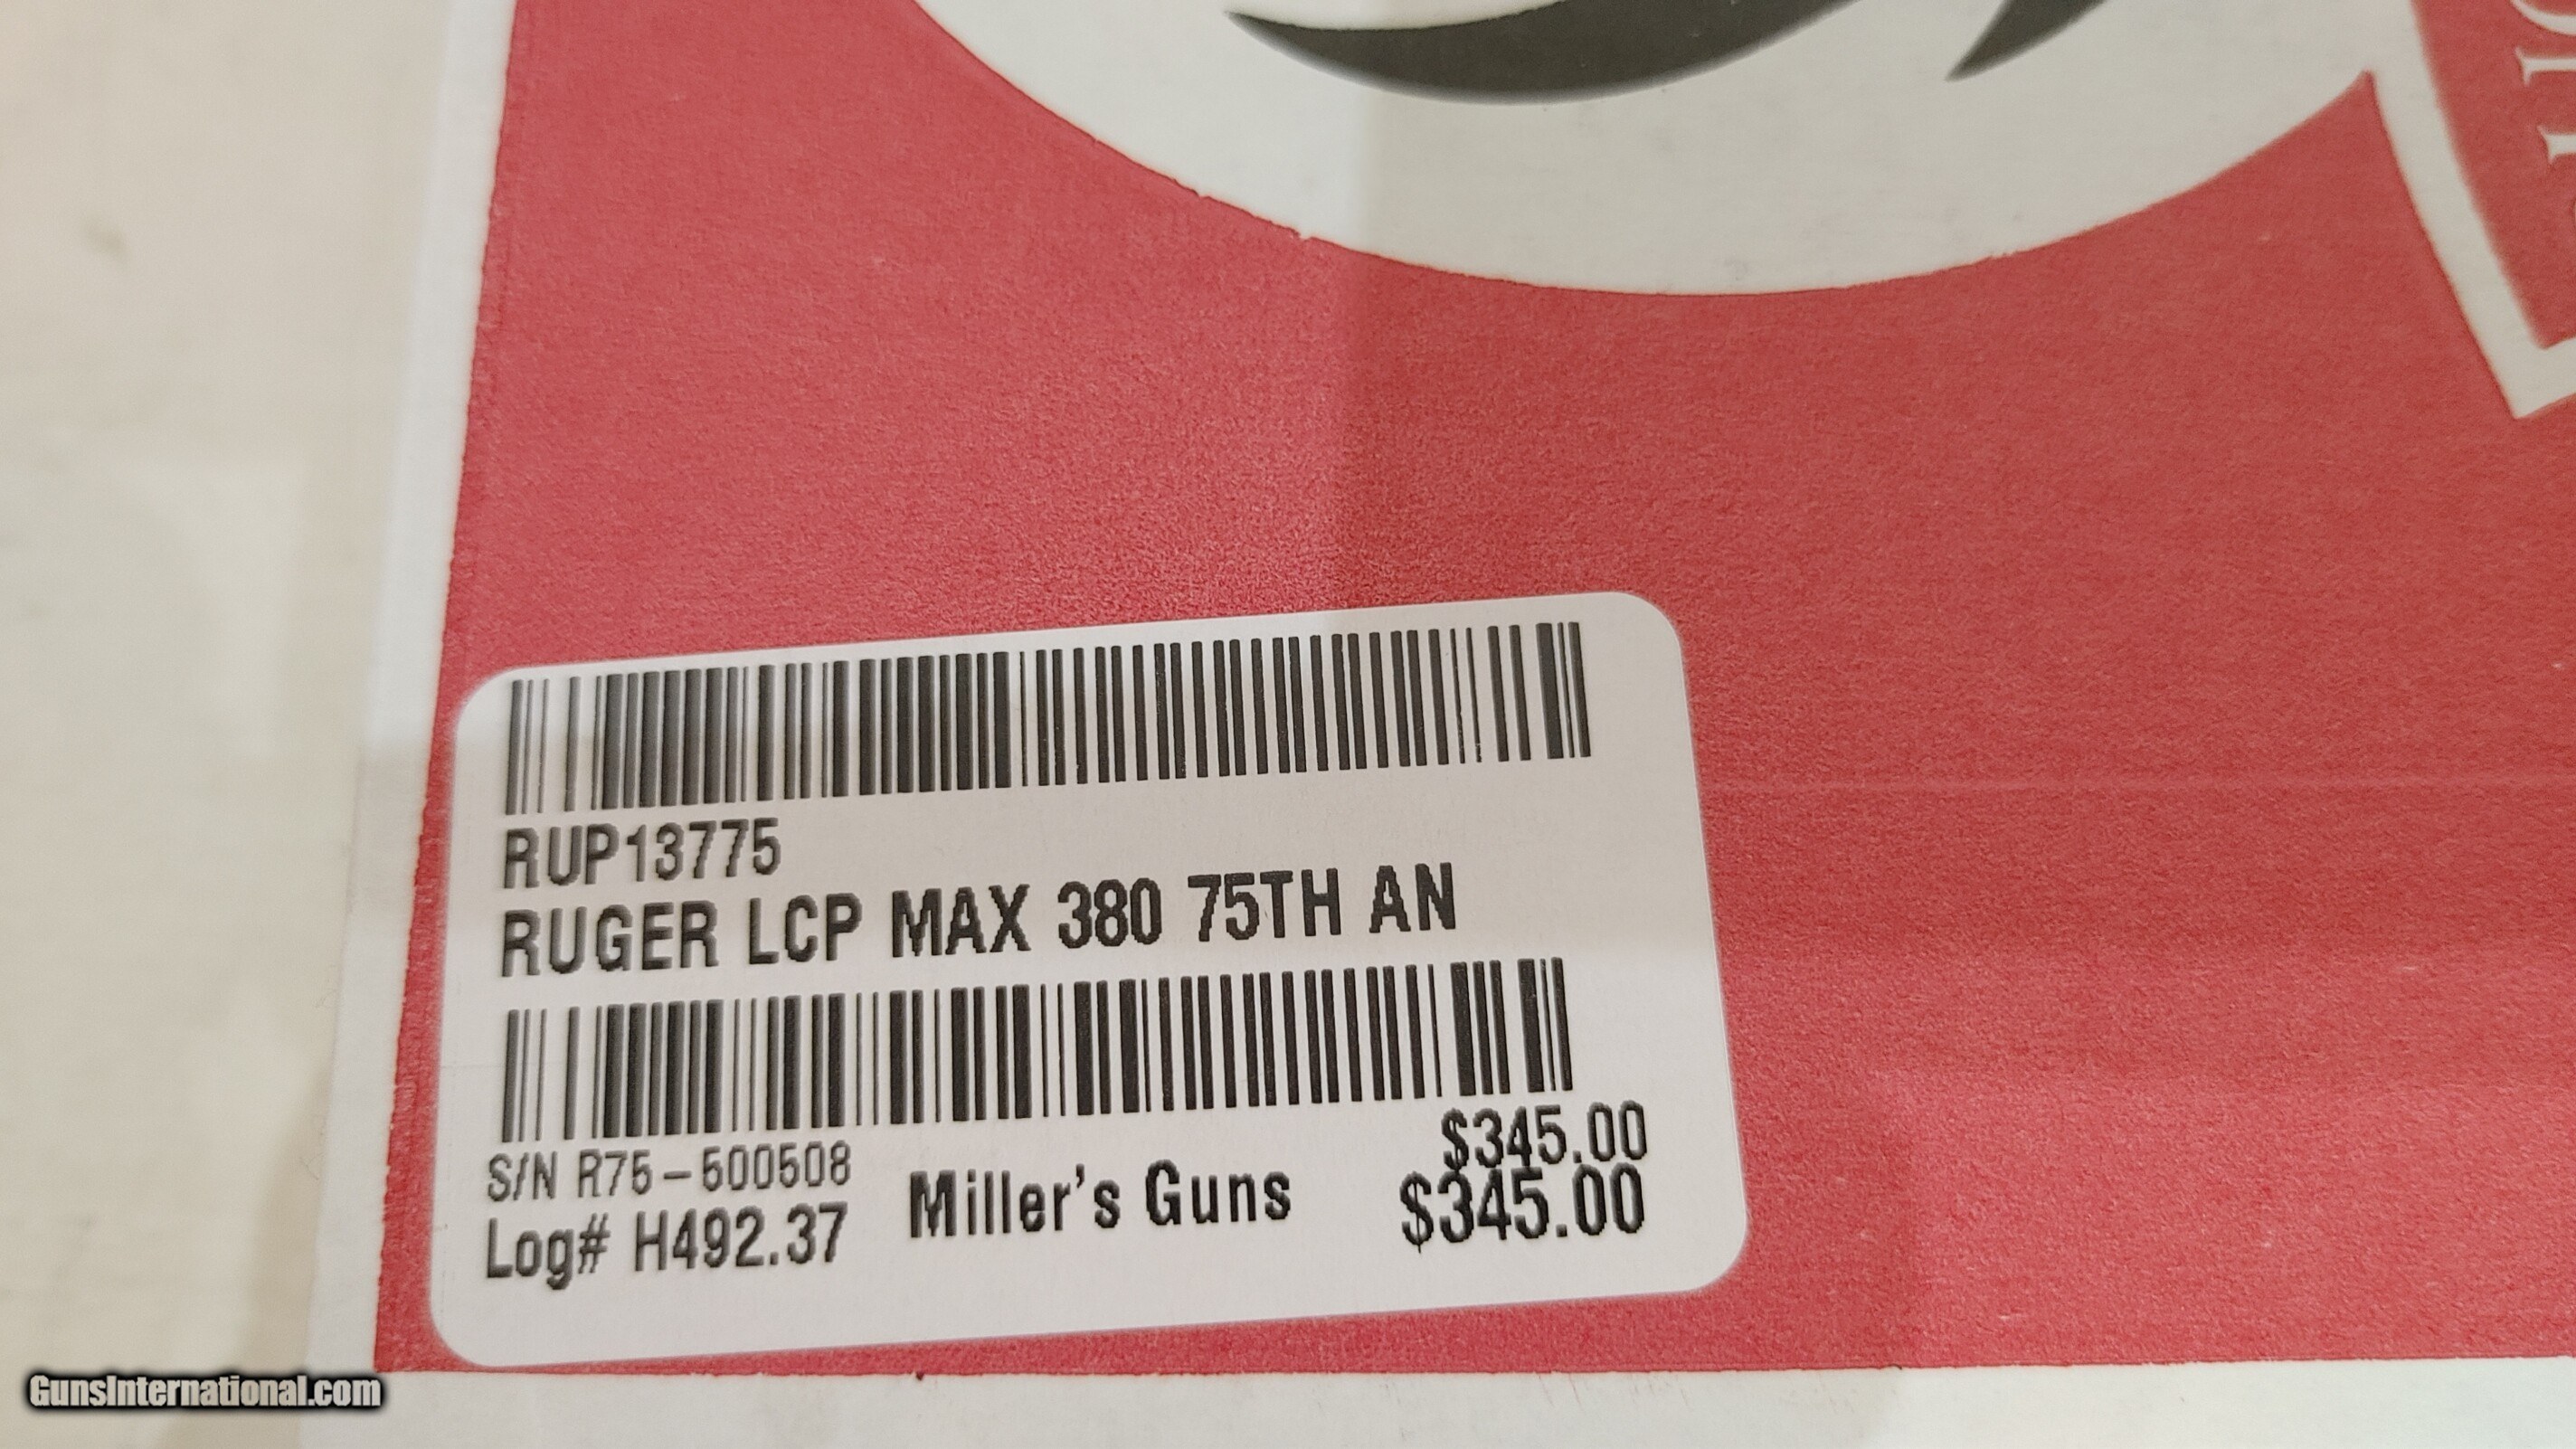 RUP13775
RUGER LCP MAX 380 75TH AN
$345.00
S/N R75-500508
Miller's Guns
$345.00
Log# H492.37
GunsInternational.com